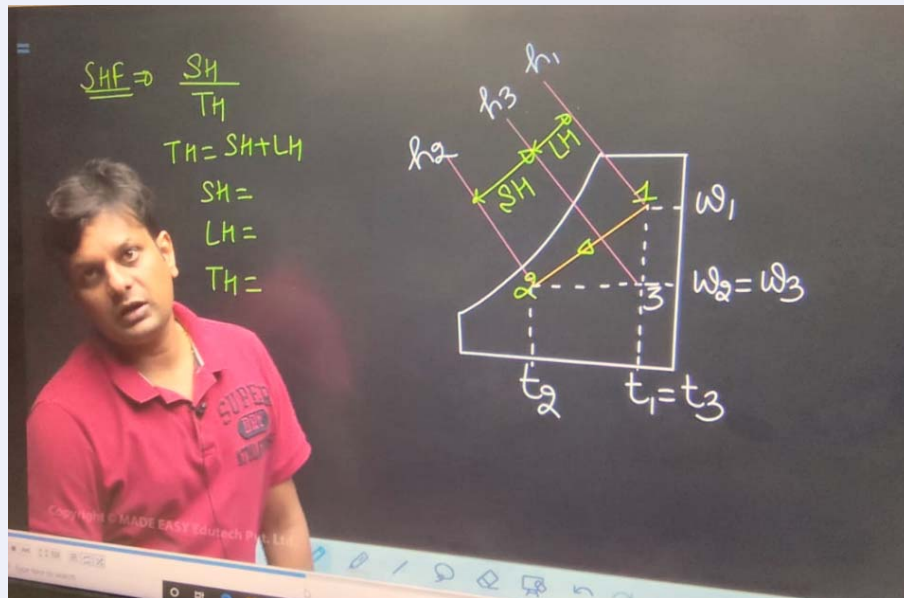 SHF ⇒ SH / TH
TH = SH + LH
SH =
LH =
TH =
h1
h3
h2
LH
SH
1
2
3
ω1
ω2 = ω3
t2
t1 = t3
SUPER
Copyright © MADE EASY Edutech Pvt. Ltd